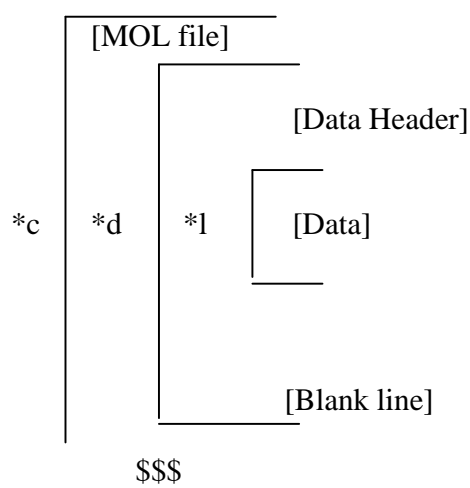 [MOL file]
[Data Header]
*c *d *l [Data]
[Blank line]
$$$